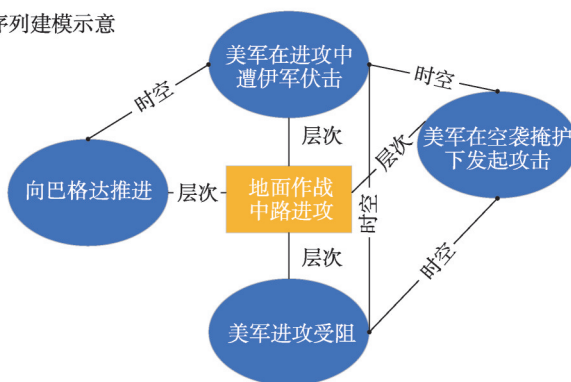 序列建模示意
美军在进攻中
遭伊军伏击
时空
时空
层次
层次
美军在空袭掩护
下发起攻击
向巴格达推进
层次
地面作战
中路进攻
时空
层次
时空
美军进攻受阻